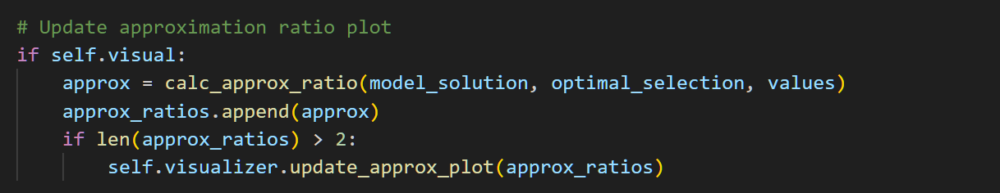 # Update approximation ratio plot
if self.visual:
    approx = calc_approx_ratio(model_solution, optimal_selection, values)
    approx_ratios.append(approx)
    if len(approx_ratios) > 2:
        self.visualizer.update_approx_plot(approx_ratios)